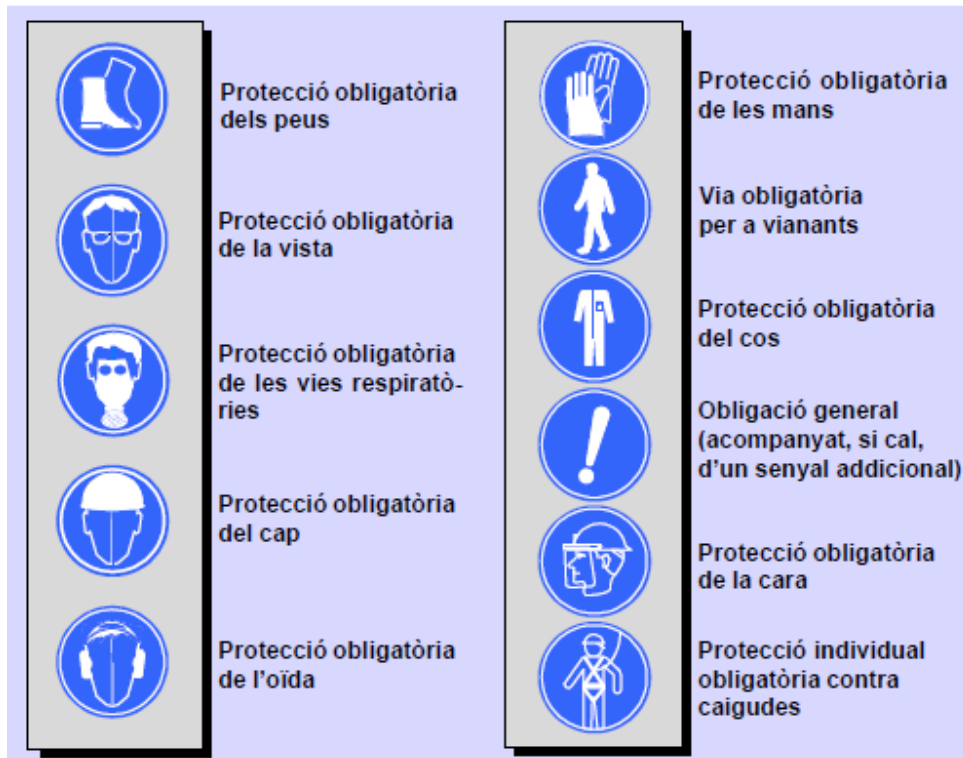 Protecció obligatòria
dels peus
Protecció obligatòria
de la vista
Protecció obligatòria
de les vies respiratò-
ries
Protecció obligatòria
del cap
Protecció obligatòria
de l'oïda
Protecció obligatòria
de les mans
Via obligatòria
per a vianants
Protecció obligatòria
del cos
Obligació general
(acompanyat, si cal,
d'un senyal addicional)
Protecció obligatòria
de la cara
Protecció individual
obligatòria contra
caigudes